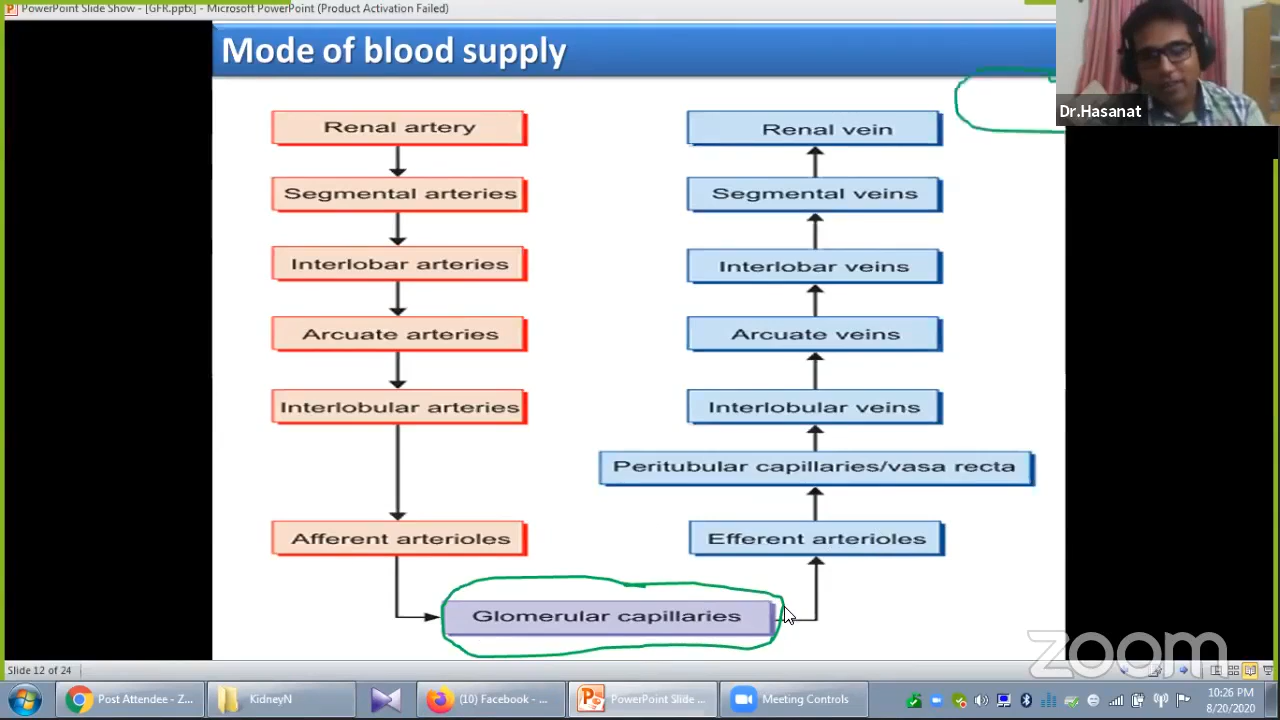 PowerPoint Slide Show - [GFR.pptx] - Microsoft PowerPoint (Product Activation Failed)
Mode of blood supply
Dr.Hasanat
Renal artery
Segmental arteries
Interlobar arteries
Arcuate arteries
Interlobular arteries
Afferent arterioles
Glomerular capillaries
Renal vein
Segmental veins
Interlobar veins
Arcuate veins
Interlobular veins
Peritubular capillaries/vasa recta
Efferent arterioles
zoom
Slide 12 of 24
Post Attendee - Z...
KidneyN
(10) Facebook - ...
PowerPoint Slide ...
Meeting Controls
10:26 PM
8/20/2020